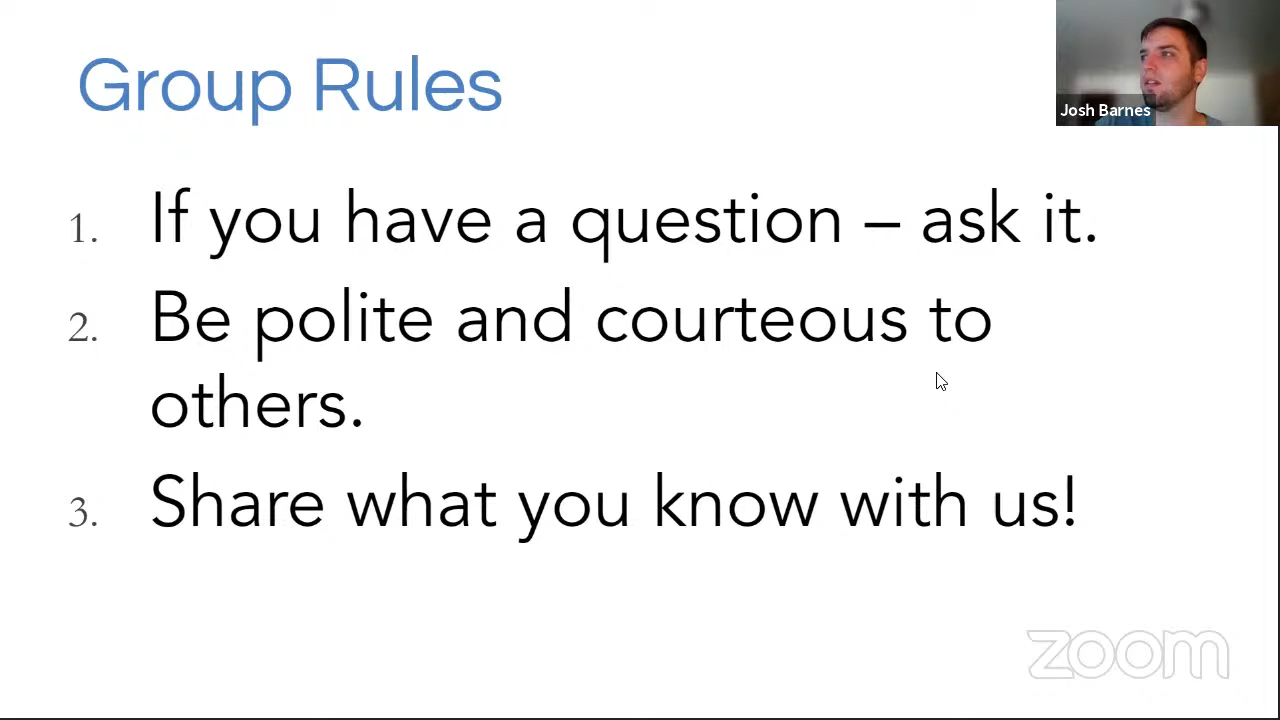 Group Rules
Josh Barnes
1. If you have a question – ask it.
2. Be polite and courteous to
others.
3. Share what you know with us!
zoom